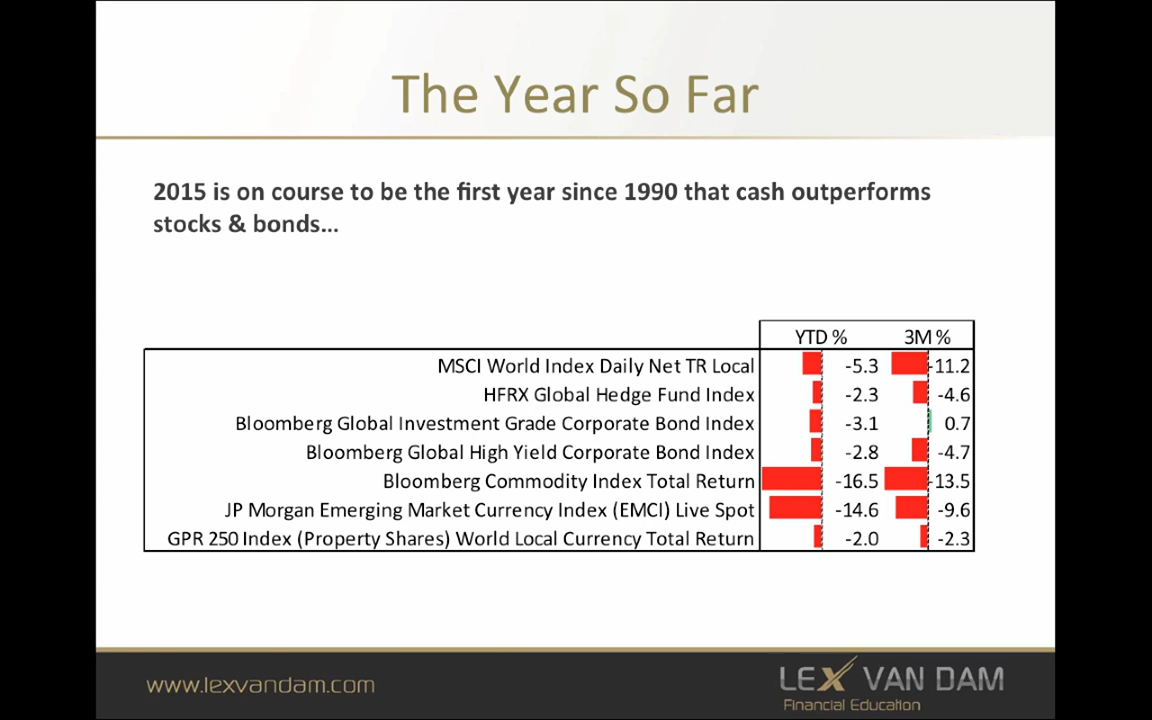 The Year So Far
2015 is on course to be the first year since 1990 that cash outperforms
stocks & bonds...
YTD % 3M %
MSCI World Index Daily Net TR Local -5.3 -11.2
HFRX Global Hedge Fund Index -2.3 -4.6
Bloomberg Global Investment Grade Corporate Bond Index -3.1 0.7
Bloomberg Global High Yield Corporate Bond Index -2.8 -4.7
Bloomberg Commodity Index Total Return -16.5 -13.5
JP Morgan Emerging Market Currency Index (EMCI) Live Spot -14.6 -9.6
GPR 250 Index (Property Shares) World Local Currency Total Return -2.0 -2.3
www.lexvandam.com
LEX VAN DAM
Financial Education